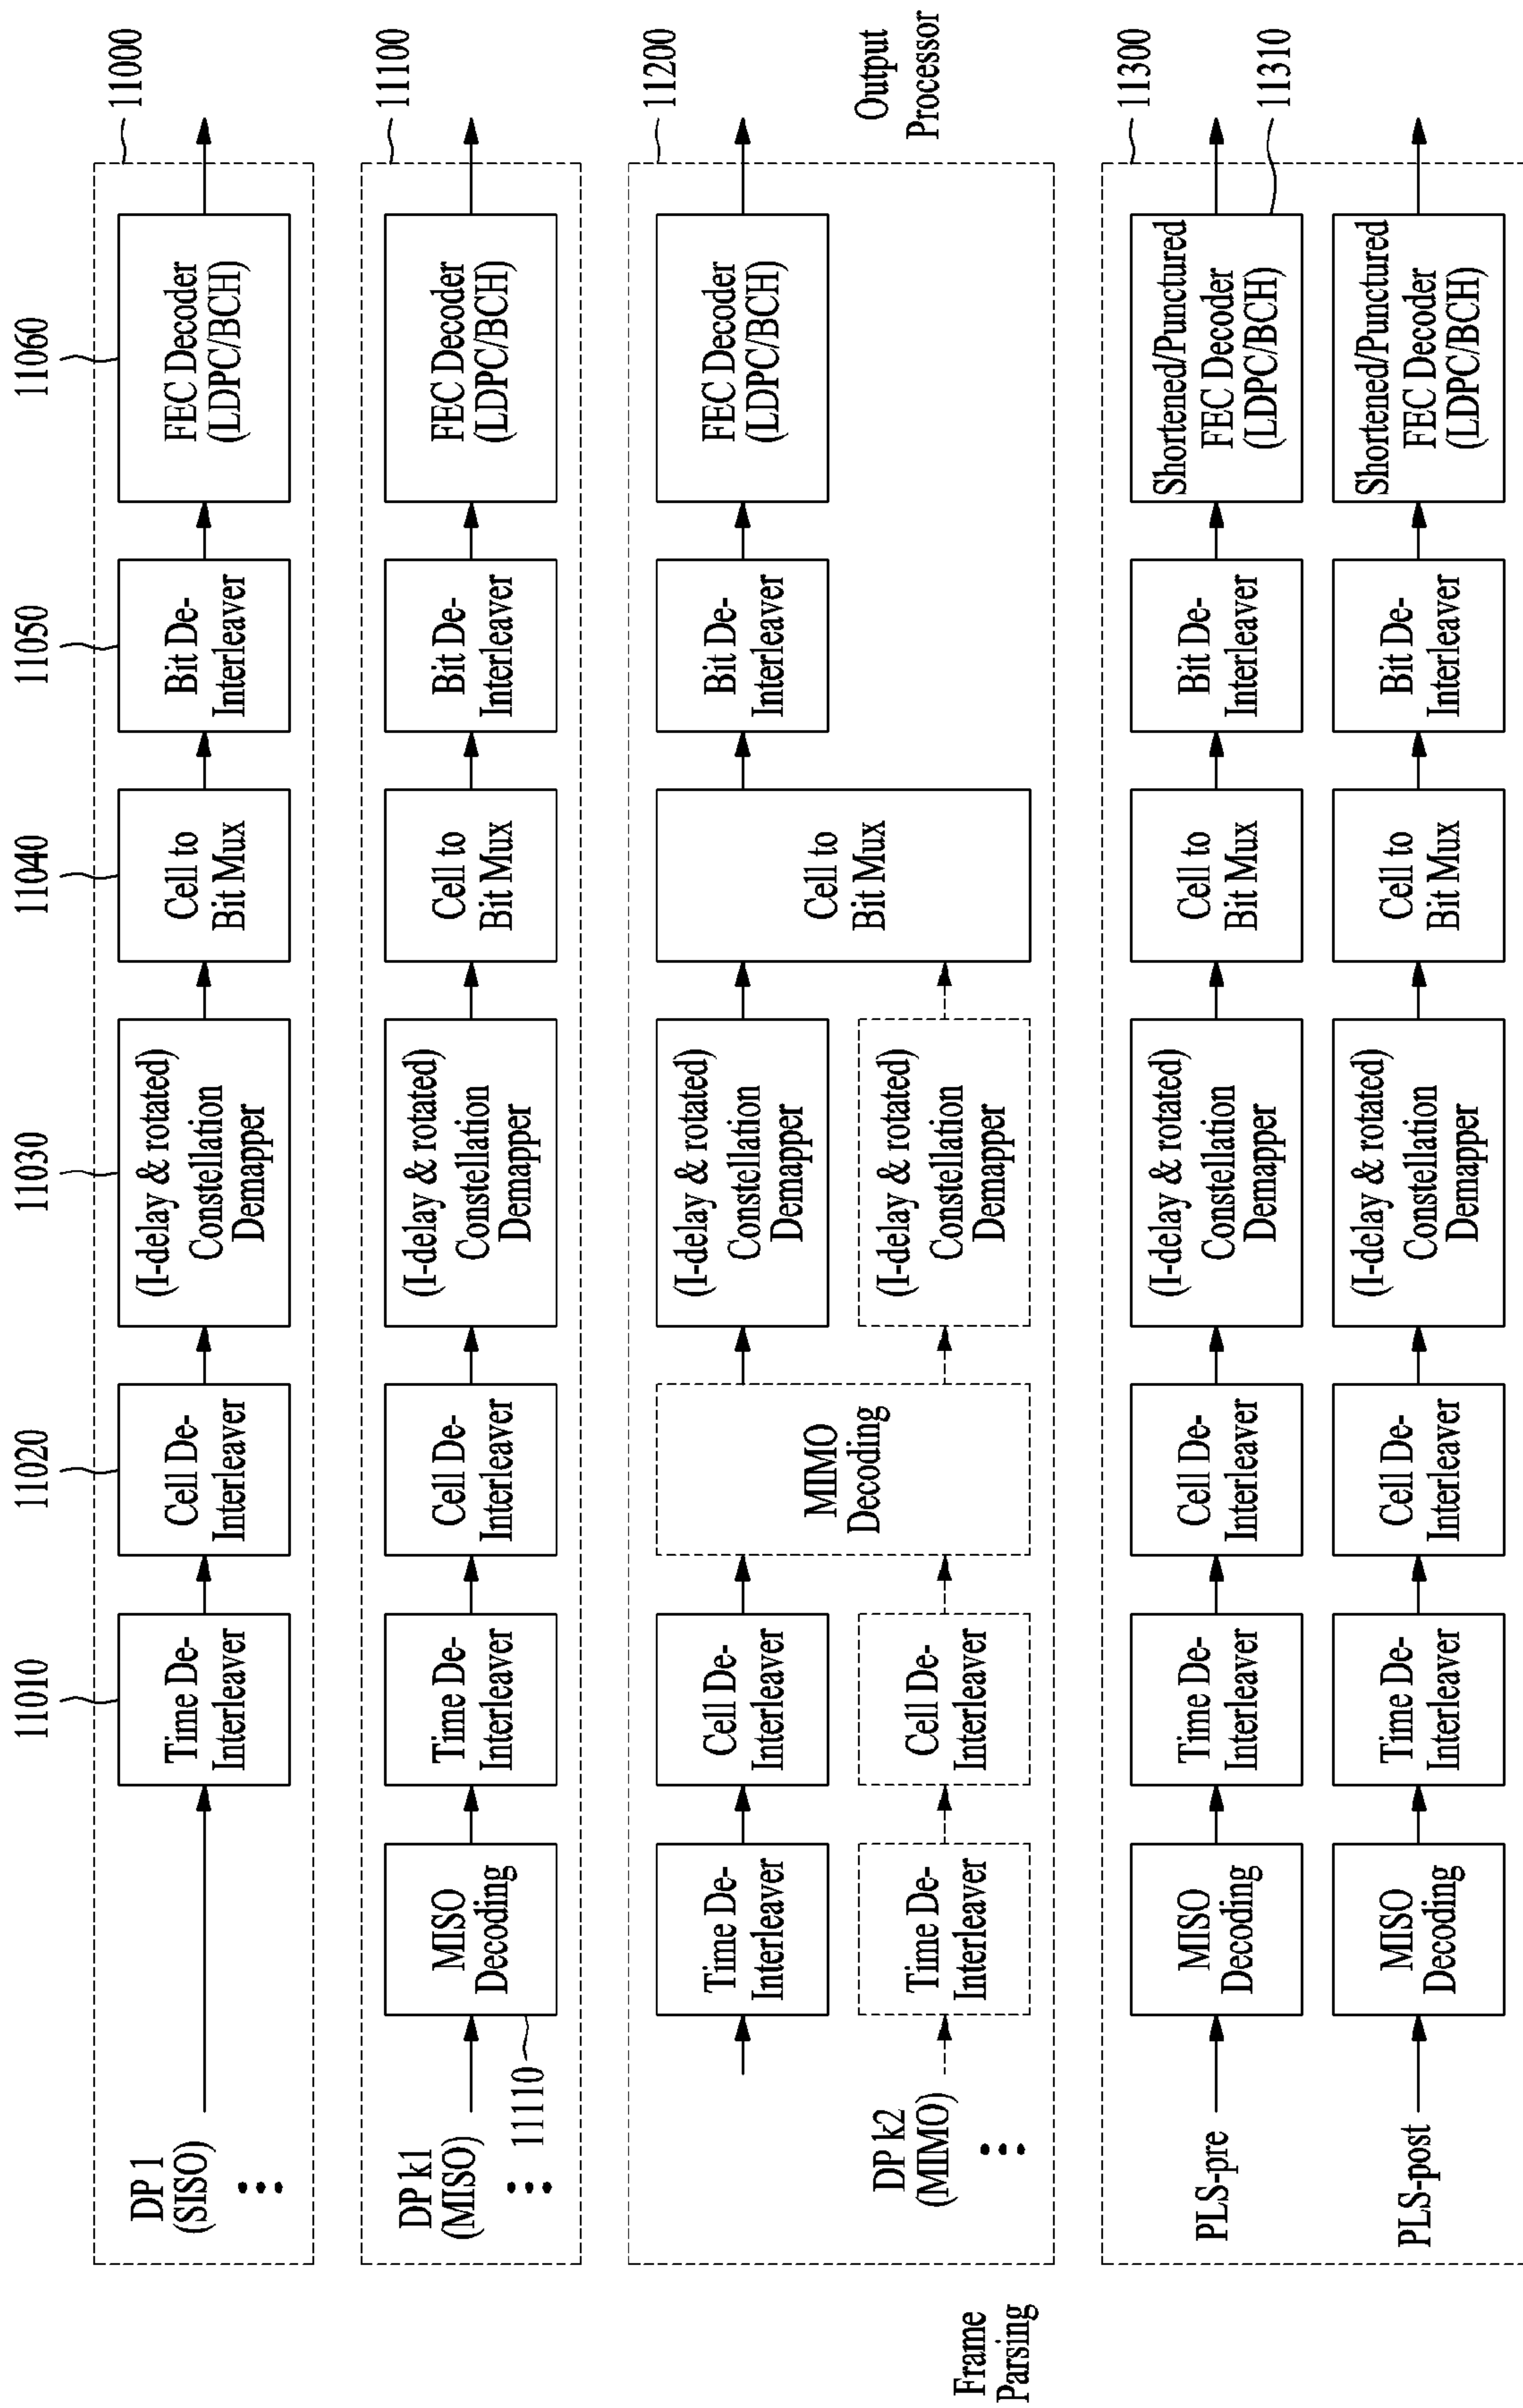 11010
11020
11030
11040
11050
11060
11000
DP 1
(SISO)
Time De-
Interleaver
Cell De-
Interleaver
(I-delay & rotated)
Constellation
Demapper
Cell to
Bit Mux
Bit De-
Interleaver
FEC Decoder
(LDPC/BCH)
11100
DP k1
(MISO)
11110
MISO
Decoding
Time De-
Interleaver
Cell De-
Interleaver
(I-delay & rotated)
Constellation
Demapper
Cell to
Bit Mux
Bit De-
Interleaver
FEC Decoder
(LDPC/BCH)
11200
Time De-
Interleaver
Cell De-
Interleaver
MIMO
Decoding
(I-delay & rotated)
Constellation
Demapper
Cell to
Bit Mux
Bit De-
Interleaver
FEC Decoder
(LDPC/BCH)
DP k2
(MIMO)
Time De-
Interleaver
Cell De-
Interleaver
(I-delay & rotated)
Constellation
Demapper
Output
Processor
Frame
Parsing
11300
PLS-pre
MISO
Decoding
Time De-
Interleaver
Cell De-
Interleaver
(I-delay & rotated)
Constellation
Demapper
Cell to
Bit Mux
Bit De-
Interleaver
Shortened/Punctured
FEC Decoder
(LDPC/BCH)
11310
PLS-post
MISO
Decoding
Time De-
Interleaver
Cell De-
Interleaver
(I-delay & rotated)
Constellation
Demapper
Cell to
Bit Mux
Bit De-
Interleaver
Shortened/Punctured
FEC Decoder
(LDPC/BCH)